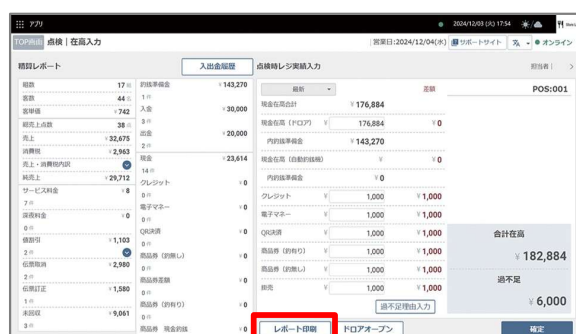 アプリ
2024/12/03 (火) 17:54
TOP画面 点検│在高入力
営業日:2024/12/04(水)
サポートサイト
オンライン
精算レポート
入出金履歴
点検時レジ実績入力
担当者
組数 17 組
客数 44 名
客単価 ¥742
総売上点数 38 点
売上 ¥32,675
消費税 ¥2,963
売上・消費税内訳
純売上 ¥29,712
サービス料金 ¥8
7 件
深夜料金 ¥0
0 件
値割引 ¥1,103
2 件
伝票取消 ¥2,980
2 件
伝票訂正 ¥1,580
1 件
未回収 ¥9,061
3 件
釣銭準備金 ¥143,270
1 件
入金 ¥30,000
3 件
出金 ¥20,000
2 件
現金 ¥23,614
14 件
クレジット ¥0
0 件
電子マネー ¥0
0 件
QR決済 ¥0
0 件
商品券 (釣無し) ¥0
0 件
商品券差額 ¥0
0 件
商品券 (釣有り) ¥0
0 件
商品券 現金釣銭 ¥0
最新 差額
現金在高合計 ¥176,884
現金在高 (ドロア) ¥ 176,884 ¥0
内釣銭準備金 ¥143,270
現金在高 (自動釣銭機) ¥ ¥0
内釣銭準備金 ¥0
クレジット ¥ 1,000 ¥1,000
電子マネー ¥ 1,000 ¥1,000
QR決済 ¥ 1,000 ¥1,000
商品券 (釣有り) ¥ 1,000 ¥1,000
商品券 (釣無し) ¥ 1,000 ¥1,000
掛売 ¥ 1,000 ¥1,000
過不足理由入力
POS:001
合計在高
¥182,884
過不足
¥6,000
レポート印刷
ドロアオープン
確定